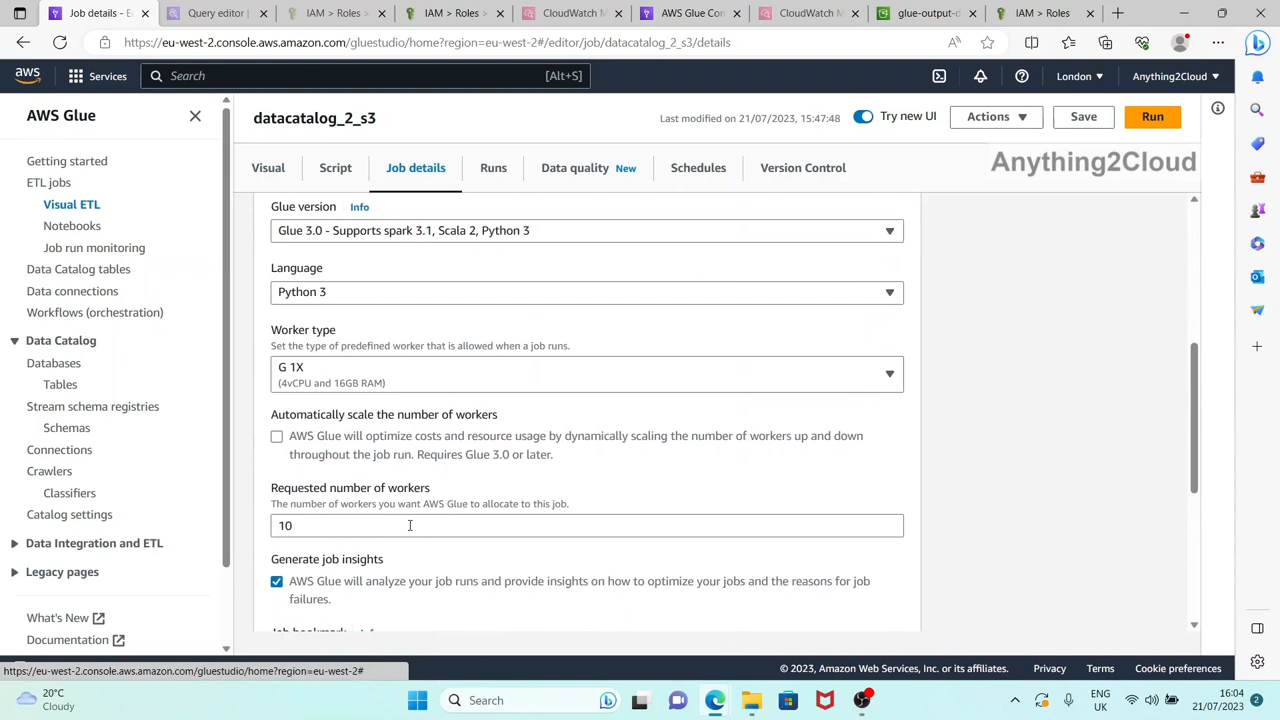 Job details - E
Query editor |
IAM > Roles >
IAM > Roles >
CloudWatch M
AWS Glue Con
CloudWatch M
glue-output-d
IAM > Roles
https://eu-west-2.console.aws.amazon.com/gluestudio/home?region=eu-west-2#/editor/job/datacatalog_2_s3/details
aws
Services
Search
[Alt+S]
London
Anything2Cloud
AWS Glue
Getting started
ETL jobs
Visual ETL
Notebooks
Job run monitoring
Data Catalog tables
Data connections
Workflows (orchestration)
Data Catalog
Databases
Tables
Stream schema registries
Schemas
Connections
Crawlers
Classifiers
Catalog settings
Data Integration and ETL
Legacy pages
What's New
Documentation
datacatalog_2_s3
Last modified on 21/07/2023, 15:47:48
Try new UI
Actions
Save
Run
Visual
Script
Job details
Runs
Data quality New
Schedules
Version Control
Anything2Cloud
Glue version Info
Glue 3.0 - Supports spark 3.1, Scala 2, Python 3
Language
Python 3
Worker type
Set the type of predefined worker that is allowed when a job runs.
G 1X
(4vCPU and 16GB RAM)
Automatically scale the number of workers
AWS Glue will optimize costs and resource usage by dynamically scaling the number of workers up and down
throughout the job run. Requires Glue 3.0 or later.
Requested number of workers
The number of workers you want AWS Glue to allocate to this job.
10
Generate job insights
AWS Glue will analyze your job runs and provide insights on how to optimize your jobs and the reasons for job
failures.
Job bookmark
https://eu-west-2.console.aws.amazon.com/gluestudio/home?region=eu-west-2#
© 2023, Amazon Web Services, Inc. or its affiliates.
Privacy
Terms
Cookie preferences
20°C
Cloudy
Search
ENG
UK
16:04
21/07/2023
2